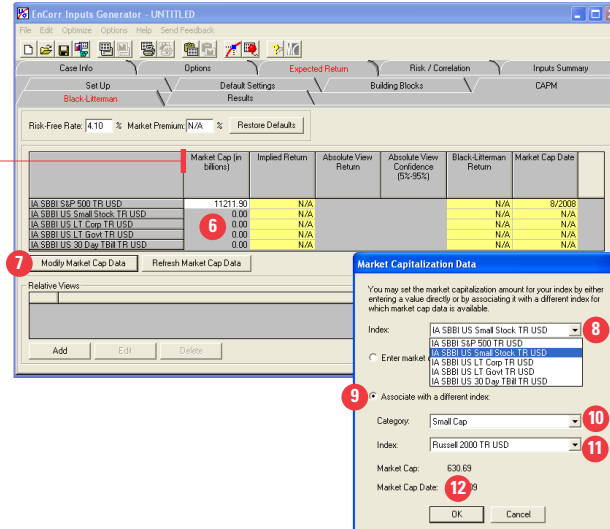 EnCorr Inputs Generator - UNTITLED
File Edit Optimize Options Help Send Feedback
Case Info Options Expected Return Risk / Correlation Inputs Summary
Set Up Default Settings Building Blocks CAPM
Black-Litterman Results
Risk-Free Rate: 4.10 % Market Premium: N/A % Restore Defaults
Market Cap (in billions) Implied Return Absolute View Return Absolute View Confidence (5%-95%) Black-Litterman Return Market Cap Date
IA SBBI S&P 500 TR USD 11211.90 N/A N/A 8/2008
IA SBBI US Small Stock TR USD 0.00 N/A N/A N/A
IA SBBI US LT Corp TR USD 0.00 N/A N/A N/A
IA SBBI US LT Govt TR USD 0.00 N/A N/A N/A
IA SBBI US 30 Day TBill TR USD 0.00 N/A N/A N/A
6
7 Modify Market Cap Data Refresh Market Cap Data
Relative Views
Add Edit Delete
Market Capitalization Data
You may set the market capitalization amount for your index by either
entering a value directly or by associating it with a different index for
which market cap data is available.
Index: IA SBBI US Small Stock TR USD 8
IA SBBI S&P 500 TR USD
IA SBBI US Small Stock TR USD
Enter market
IA SBBI US LT Corp TR USD
IA SBBI US LT Govt TR USD
IA SBBI US 30 Day TBill TR USD
9 Associate with a different index:
Category: Small Cap 10
Index: Russell 2000 TR USD 11
Market Cap: 630.69
Market Cap Date: 12
OK Cancel